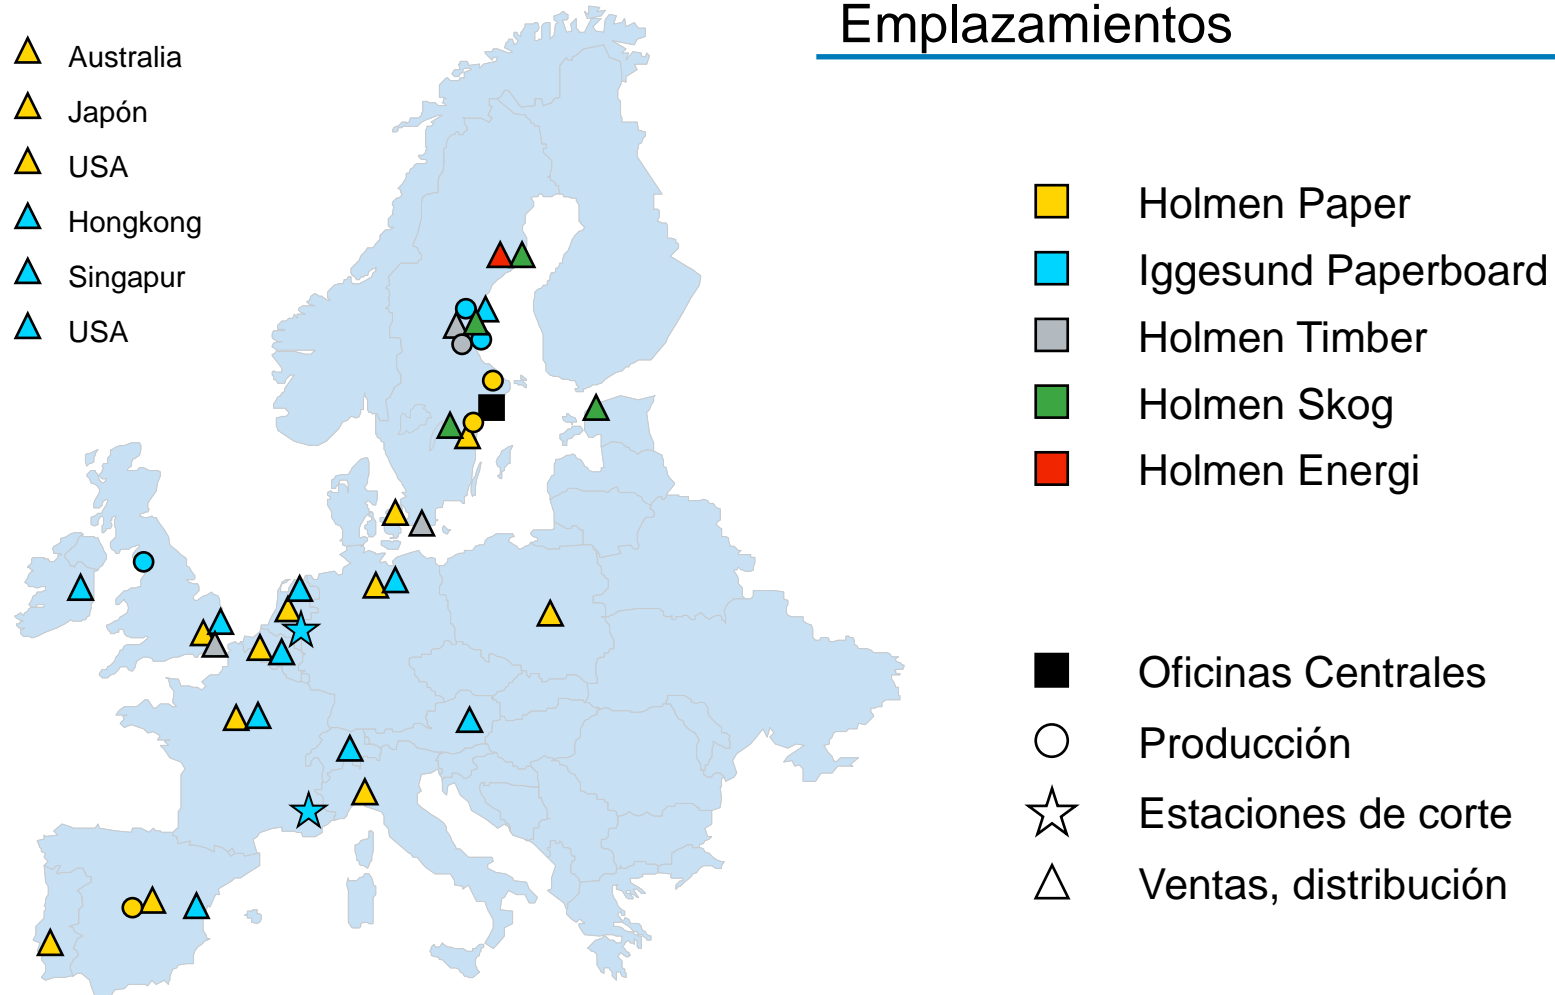 Emplazamientos
Australia
Japón
USA
Hongkong
Singapur
USA
Holmen Paper
Iggesund Paperboard
Holmen Timber
Holmen Skog
Holmen Energi
Oficinas Centrales
Producción
Estaciones de corte
Ventas, distribución